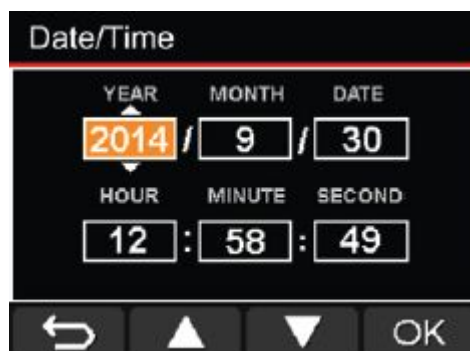 Date/Time
YEAR MONTH DATE
2014 / 9 / 30
HOUR MINUTE SECOND
12 : 58 : 49
OK